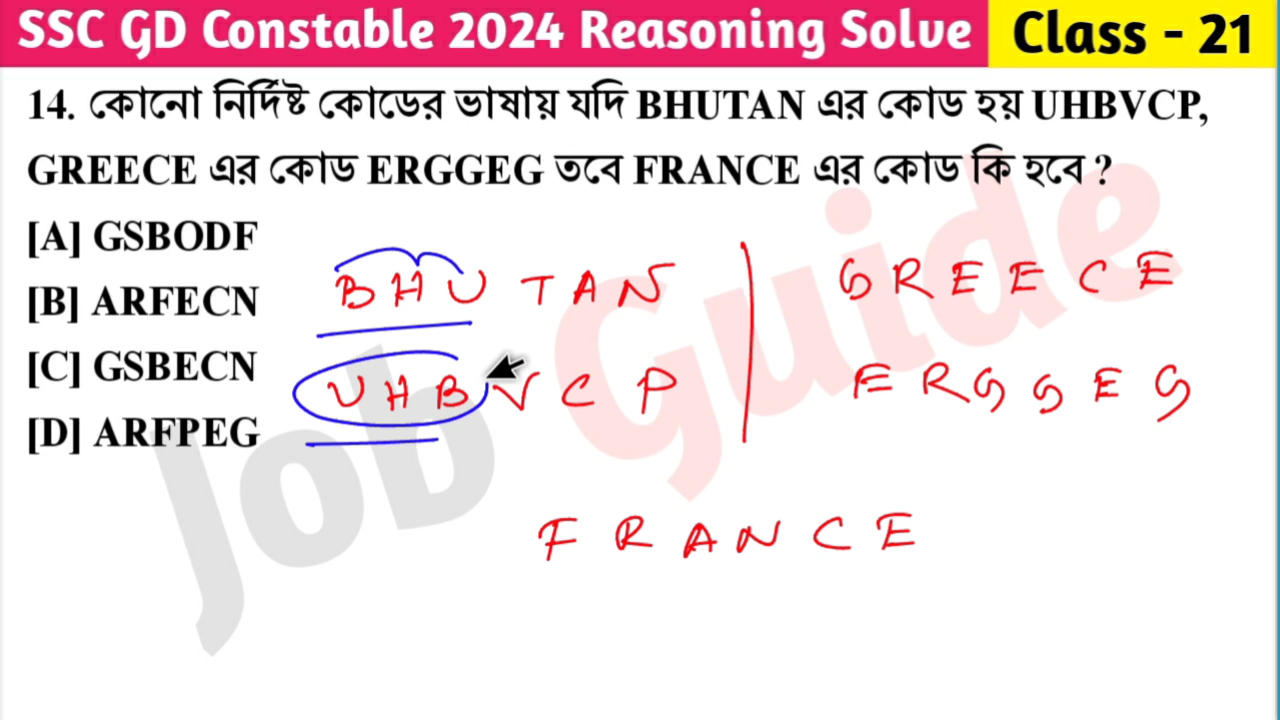 SSC GD Constable 2024 Reasoning Solve Class - 21
14. কোনো নির্দিষ্ট কোডের ভাষায় যদি BHUTAN এর কোড হয় UHBVCP,
GREECE এর কোড ERGGEG তবে FRANCE এর কোড কি হবে ?
[A] GSBODF
[B] ARFECN
[C] GSBECN
[D] ARFPEG
BHUTAN GREECE
UHBVCP ERGGEG
FRANCE
Job Guide